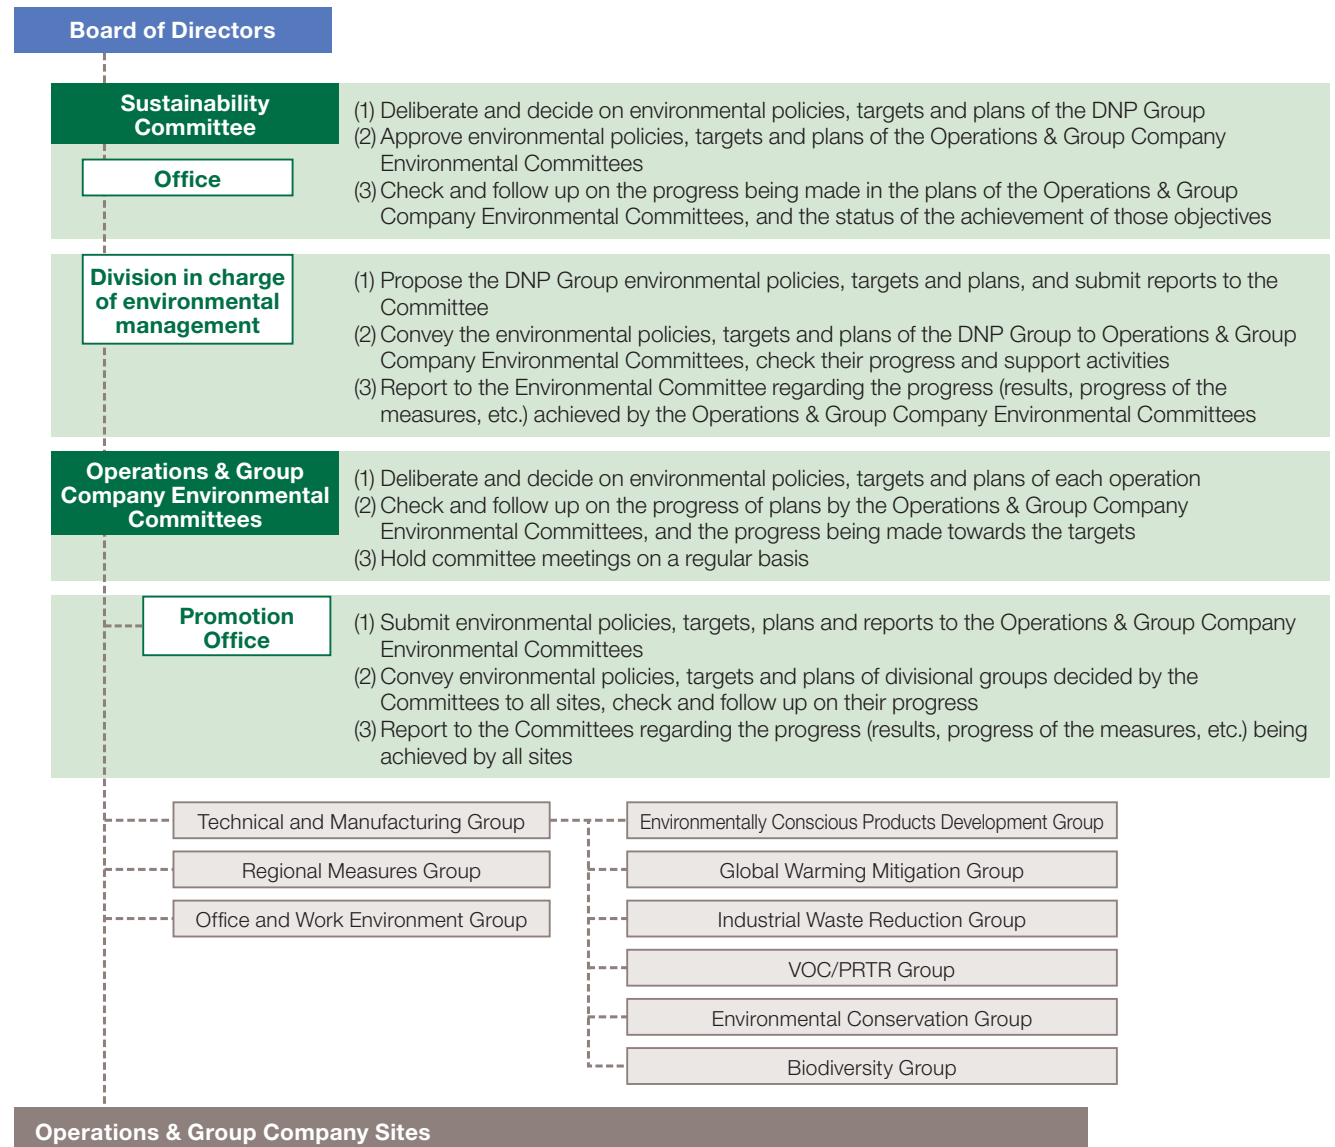 Board of Directors
Sustainability
Committee
Office
(1) Deliberate and decide on environmental policies, targets and plans of the DNP Group
(2) Approve environmental policies, targets and plans of the Operations & Group Company
Environmental Committees
(3) Check and follow up on the progress being made in the plans of the Operations & Group
Company Environmental Committees, and the status of the achievement of those objectives
Division in charge
of environmental
management
(1) Propose the DNP Group environmental policies, targets and plans, and submit reports to the
Committee
(2) Convey the environmental policies, targets and plans of the DNP Group to Operations & Group
Company Environmental Committees, check their progress and support activities
(3) Report to the Environmental Committee regarding the progress (results, progress of the
measures, etc.) achieved by the Operations & Group Company Environmental Committees
Operations & Group
Company Environmental
Committees
(1) Deliberate and decide on environmental policies, targets and plans of each operation
(2) Check and follow up on the progress of plans by the Operations & Group Company
Environmental Committees, and the progress being made towards the targets
(3) Hold committee meetings on a regular basis
Promotion
Office
(1) Submit environmental policies, targets, plans and reports to the Operations & Group Company
Environmental Committees
(2) Convey environmental policies, targets and plans of divisional groups decided by the
Committees to all sites, check and follow up on their progress
(3) Report to the Committees regarding the progress (results, progress of the measures, etc.) being
achieved by all sites
Technical and Manufacturing Group
Regional Measures Group
Office and Work Environment Group
Environmentally Conscious Products Development Group
Global Warming Mitigation Group
Industrial Waste Reduction Group
VOC/PRTR Group
Environmental Conservation Group
Biodiversity Group
Operations & Group Company Sites